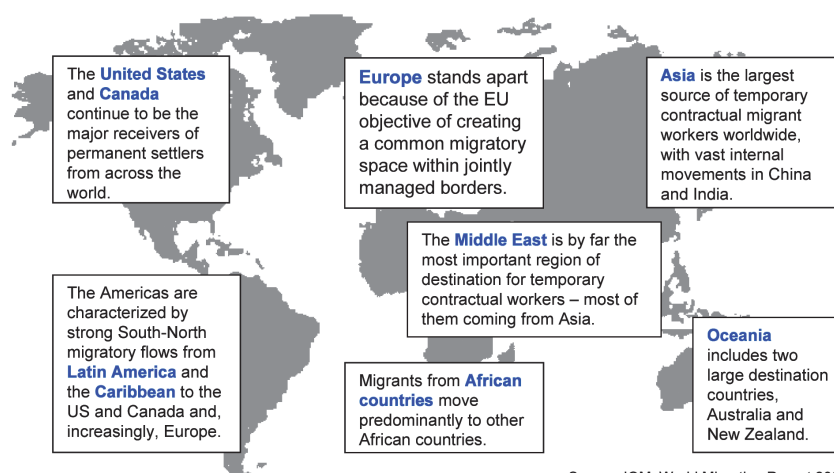 The United States
and Canada
continue to be the
major receivers of
permanent settlers
from across the
world.
Europe stands apart
because of the EU
objective of creating
a common migratory
space within jointly
managed borders.
Asia is the largest
source of temporary
contractual migrant
workers worldwide,
with vast internal
movements in China
and India.
The Middle East is by far the
most important region of
destination for temporary
contractual workers – most of
them coming from Asia.
The Americas are
characterized by
strong South-North
migratory flows from
Latin America and
the Caribbean to the
US and Canada and,
increasingly, Europe.
Migrants from African
countries move
predominantly to other
African countries.
Oceania
includes two
large destination
countries,
Australia and
New Zealand.